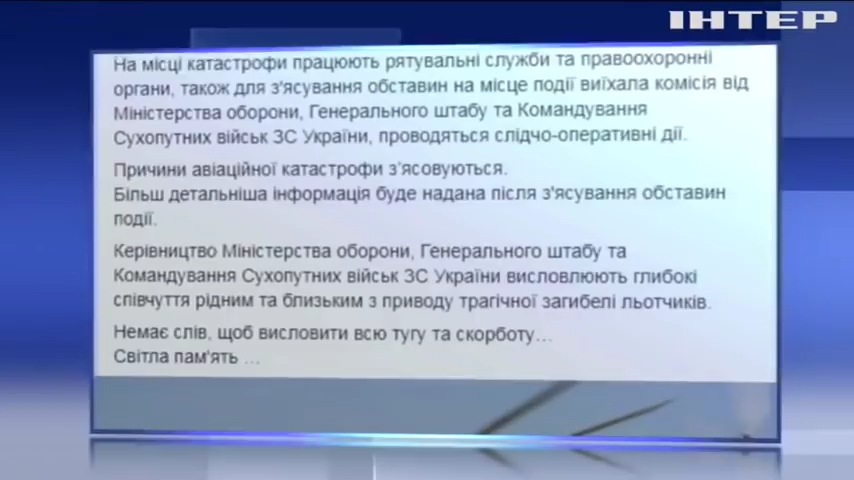 ІНТЕР
На місці катастрофи працюють рятувальні служби та правоохоронні
органи, також для з'ясування обставин на місце події виїхала комісія від
Міністерства оборони, Генерального штабу та Командування
Сухопутних військ ЗС України, проводяться слідчо-оперативні дії.
Причини авіаційної катастрофи з'ясовуються.
Більш детальніша інформація буде надана після з'ясування обставин
події.
Керівництво Міністерства оборони, Генерального штабу та
Командування Сухопутних військ ЗС України висловлюють глибокі
співчуття рідним та близьким з приводу трагічної загибелі льотчиків.
Немає слів, щоб висловити всю тугу та скорботу…
Світла пам'ять …